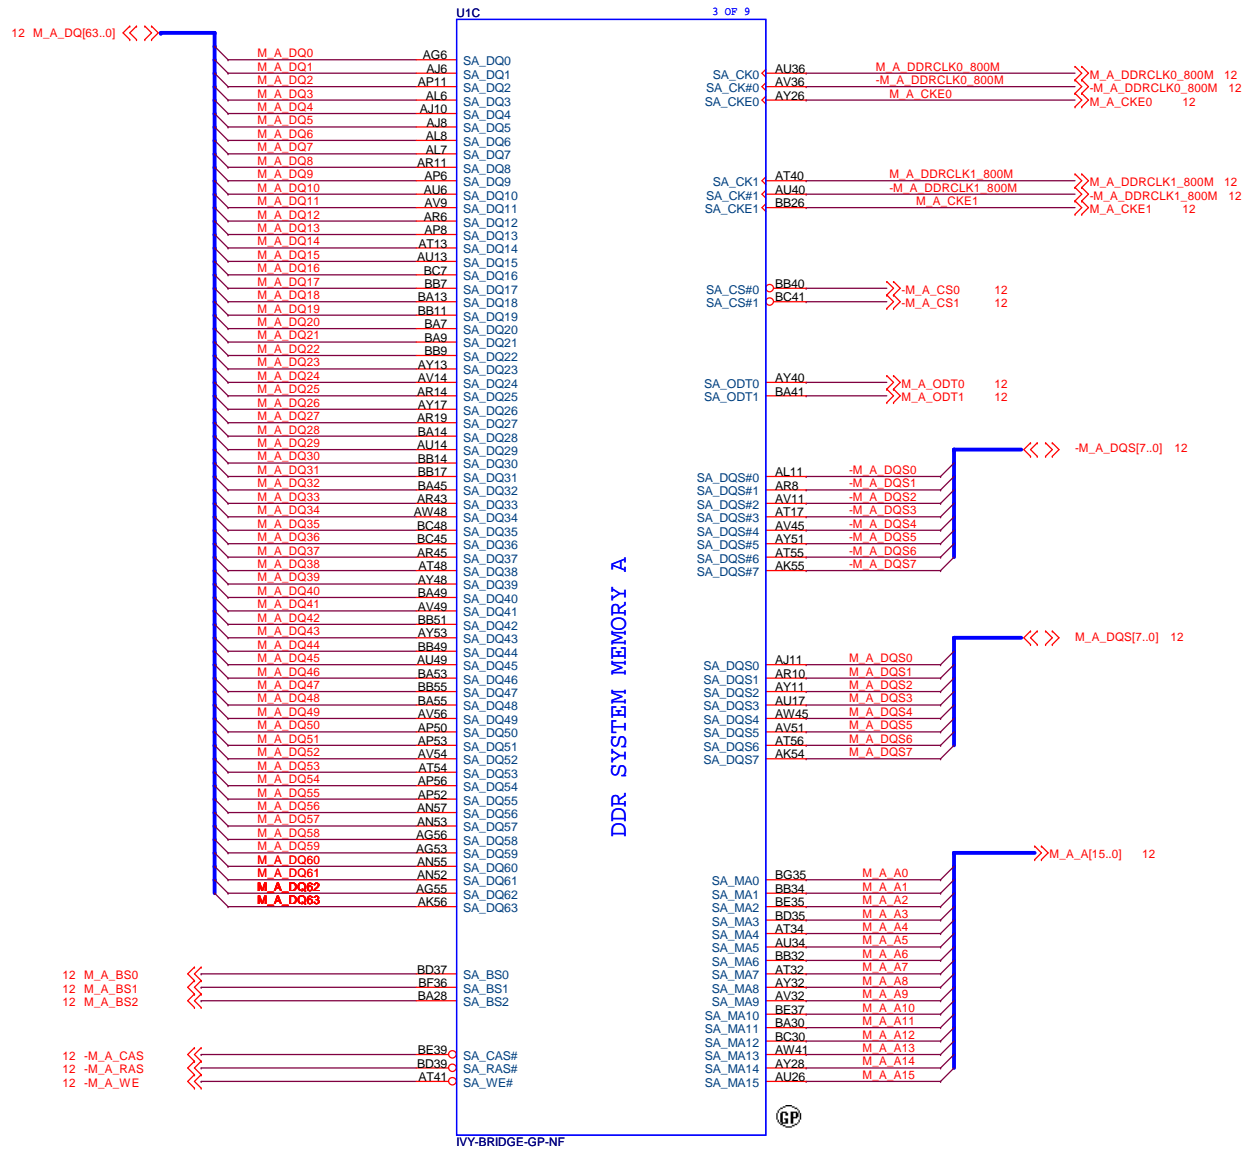 U1C 3 OF 9
12 M_A_DQ[63..0]
M_A_DQ0 AG6 SA_DQ0
M_A_DQ1 AJ6 SA_DQ1
M_A_DQ2 AP11 SA_DQ2
M_A_DQ3 AL6 SA_DQ3
M_A_DQ4 AJ10 SA_DQ4
M_A_DQ5 AJ8 SA_DQ5
M_A_DQ6 AL8 SA_DQ6
M_A_DQ7 AL7 SA_DQ7
M_A_DQ8 AR11 SA_DQ8
M_A_DQ9 AP6 SA_DQ9
M_A_DQ10 AU6 SA_DQ10
M_A_DQ11 AV9 SA_DQ11
M_A_DQ12 AR6 SA_DQ12
M_A_DQ13 AP8 SA_DQ13
M_A_DQ14 AT13 SA_DQ14
M_A_DQ15 AU13 SA_DQ15
M_A_DQ16 BC7 SA_DQ16
M_A_DQ17 BB7 SA_DQ17
M_A_DQ18 BA13 SA_DQ18
M_A_DQ19 BB11 SA_DQ19
M_A_DQ20 BA7 SA_DQ20
M_A_DQ21 BA9 SA_DQ21
M_A_DQ22 BB9 SA_DQ22
M_A_DQ23 AY13 SA_DQ23
M_A_DQ24 AV14 SA_DQ24
M_A_DQ25 AR14 SA_DQ25
M_A_DQ26 AY17 SA_DQ26
M_A_DQ27 AR19 SA_DQ27
M_A_DQ28 BA14 SA_DQ28
M_A_DQ29 AU14 SA_DQ29
M_A_DQ30 BB14 SA_DQ30
M_A_DQ31 BB17 SA_DQ31
M_A_DQ32 BA45 SA_DQ32
M_A_DQ33 AR43 SA_DQ33
M_A_DQ34 AW48 SA_DQ34
M_A_DQ35 BC48 SA_DQ35
M_A_DQ36 BC45 SA_DQ36
M_A_DQ37 AR45 SA_DQ37
M_A_DQ38 AT48 SA_DQ38
M_A_DQ39 AY48 SA_DQ39
M_A_DQ40 BA49 SA_DQ40
M_A_DQ41 AV49 SA_DQ41
M_A_DQ42 BB51 SA_DQ42
M_A_DQ43 AY53 SA_DQ43
M_A_DQ44 BB49 SA_DQ44
M_A_DQ45 AU49 SA_DQ45
M_A_DQ46 BA53 SA_DQ46
M_A_DQ47 BB55 SA_DQ47
M_A_DQ48 BA55 SA_DQ48
M_A_DQ49 AV56 SA_DQ49
M_A_DQ50 AP50 SA_DQ50
M_A_DQ51 AP53 SA_DQ51
M_A_DQ52 AV54 SA_DQ52
M_A_DQ53 AT54 SA_DQ53
M_A_DQ54 AP56 SA_DQ54
M_A_DQ55 AP52 SA_DQ55
M_A_DQ56 AN57 SA_DQ56
M_A_DQ57 AN53 SA_DQ57
M_A_DQ58 AG56 SA_DQ58
M_A_DQ59 AG53 SA_DQ59
M_A_DQ60 AN55 SA_DQ60
M_A_DQ61 AN52 SA_DQ61
M_A_DQ62 AG55 SA_DQ62
M_A_DQ63 AK56 SA_DQ63
12 M_A_BS0 BD37 SA_BS0
12 M_A_BS1 BF36 SA_BS1
12 M_A_BS2 BA28 SA_BS2
12 -M_A_CAS BE39 SA_CAS#
12 -M_A_RAS BD39 SA_RAS#
12 -M_A_WE AT41 SA_WE#
DDR SYSTEM MEMORY A
SA_CK0 AU36 M_A_DDRCLK0_800M M_A_DDRCLK0_800M 12
SA_CK#0 AV36 -M_A_DDRCLK0_800M -M_A_DDRCLK0_800M 12
SA_CKE0 AY26 M_A_CKE0 M_A_CKE0 12
SA_CK1 AT40 M_A_DDRCLK1_800M M_A_DDRCLK1_800M 12
SA_CK#1 AU40 -M_A_DDRCLK1_800M -M_A_DDRCLK1_800M 12
SA_CKE1 BB26 M_A_CKE1 M_A_CKE1 12
SA_CS#0 BB40 -M_A_CS0 12
SA_CS#1 BC41 -M_A_CS1 12
SA_ODT0 AY40 M_A_ODT0 12
SA_ODT1 BA41 M_A_ODT1 12
-M_A_DQS[7..0] 12
SA_DQS#0 AL11 -M_A_DQS0
SA_DQS#1 AR8 -M_A_DQS1
SA_DQS#2 AV11 -M_A_DQS2
SA_DQS#3 AT17 -M_A_DQS3
SA_DQS#4 AV45 -M_A_DQS4
SA_DQS#5 AY51 -M_A_DQS5
SA_DQS#6 AT55 -M_A_DQS6
SA_DQS#7 AK55 -M_A_DQS7
M_A_DQS[7..0] 12
SA_DQS0 AJ11 M_A_DQS0
SA_DQS1 AR10 M_A_DQS1
SA_DQS2 AY11 M_A_DQS2
SA_DQS3 AU17 M_A_DQS3
SA_DQS4 AW45 M_A_DQS4
SA_DQS5 AV51 M_A_DQS5
SA_DQS6 AT56 M_A_DQS6
SA_DQS7 AK54 M_A_DQS7
M_A_A[15..0] 12
SA_MA0 BG35 M_A_A0
SA_MA1 BB34 M_A_A1
SA_MA2 BE35 M_A_A2
SA_MA3 BD35 M_A_A3
SA_MA4 AT34 M_A_A4
SA_MA5 AU34 M_A_A5
SA_MA6 BB32 M_A_A6
SA_MA7 AT32 M_A_A7
SA_MA8 AY32 M_A_A8
SA_MA9 AV32 M_A_A9
SA_MA10 BE37 M_A_A10
SA_MA11 BA30 M_A_A11
SA_MA12 BC30 M_A_A12
SA_MA13 AW41 M_A_A13
SA_MA14 AY28 M_A_A14
SA_MA15 AU26 M_A_A15
GP
IVY-BRIDGE-GP-NF